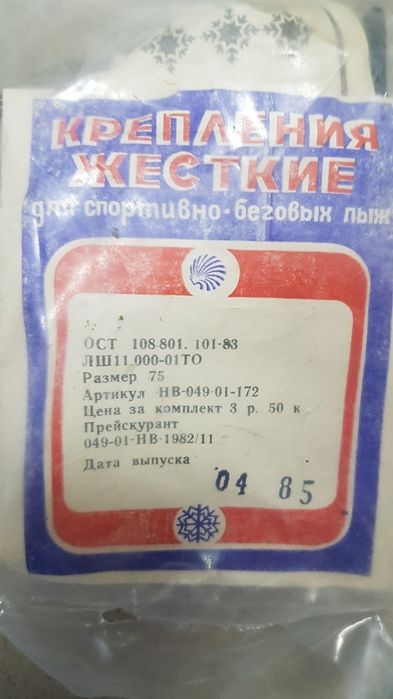 КРЕПЛЕНИЯ
ЖЕСТКИЕ
для спортивно-беговых лыж
ОСТ 108.801.101-83
ЛШ11.000-01ТО
Размер 75
Артикул НВ-049-01-172
Цена за комплект 3 р. 50 к
Прейскурант
049-01-НВ-1982/11
Дата выпуска
04 85